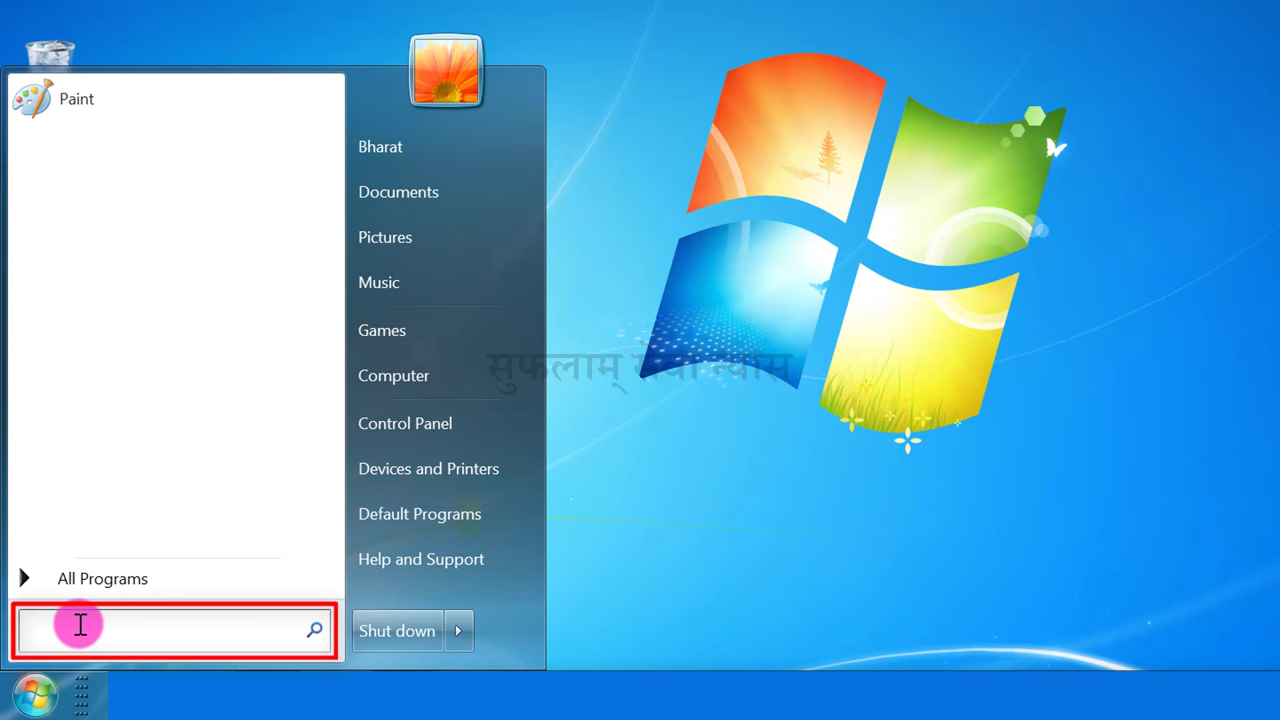 Paint
Bharat
Documents
Pictures
Music
Games
Computer
सुफलाम् सेवा न्यास
Control Panel
Devices and Printers
Default Programs
Help and Support
All Programs
Shut down